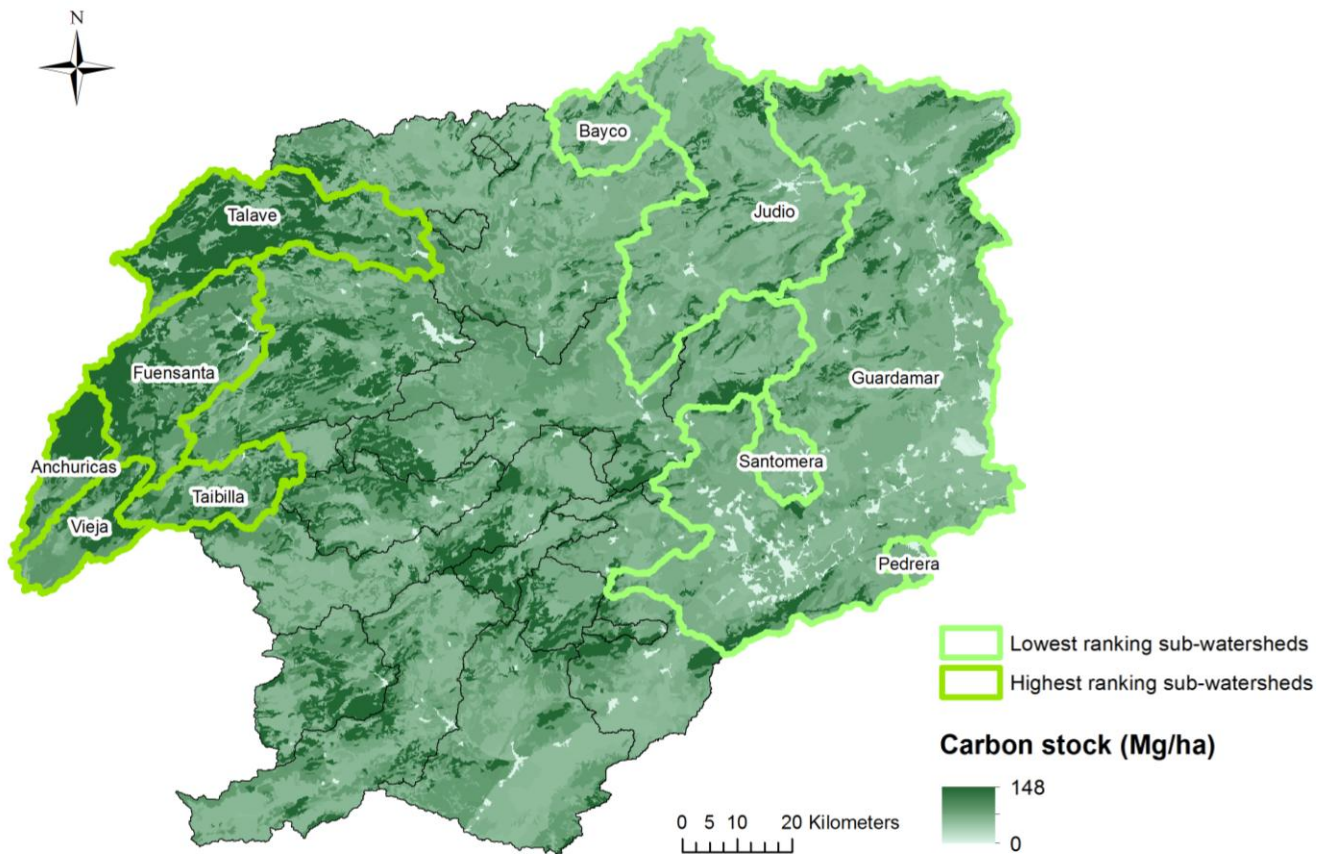 N
Bayco
Talave
Judio
Fuensanta
Guardamar
Anchuricas
Santomera
Taibilla
Vieja
Pedrera
Lowest ranking sub-watersheds
Highest ranking sub-watersheds
Carbon stock (Mg/ha)
148
0
0 5 10 20 Kilometers